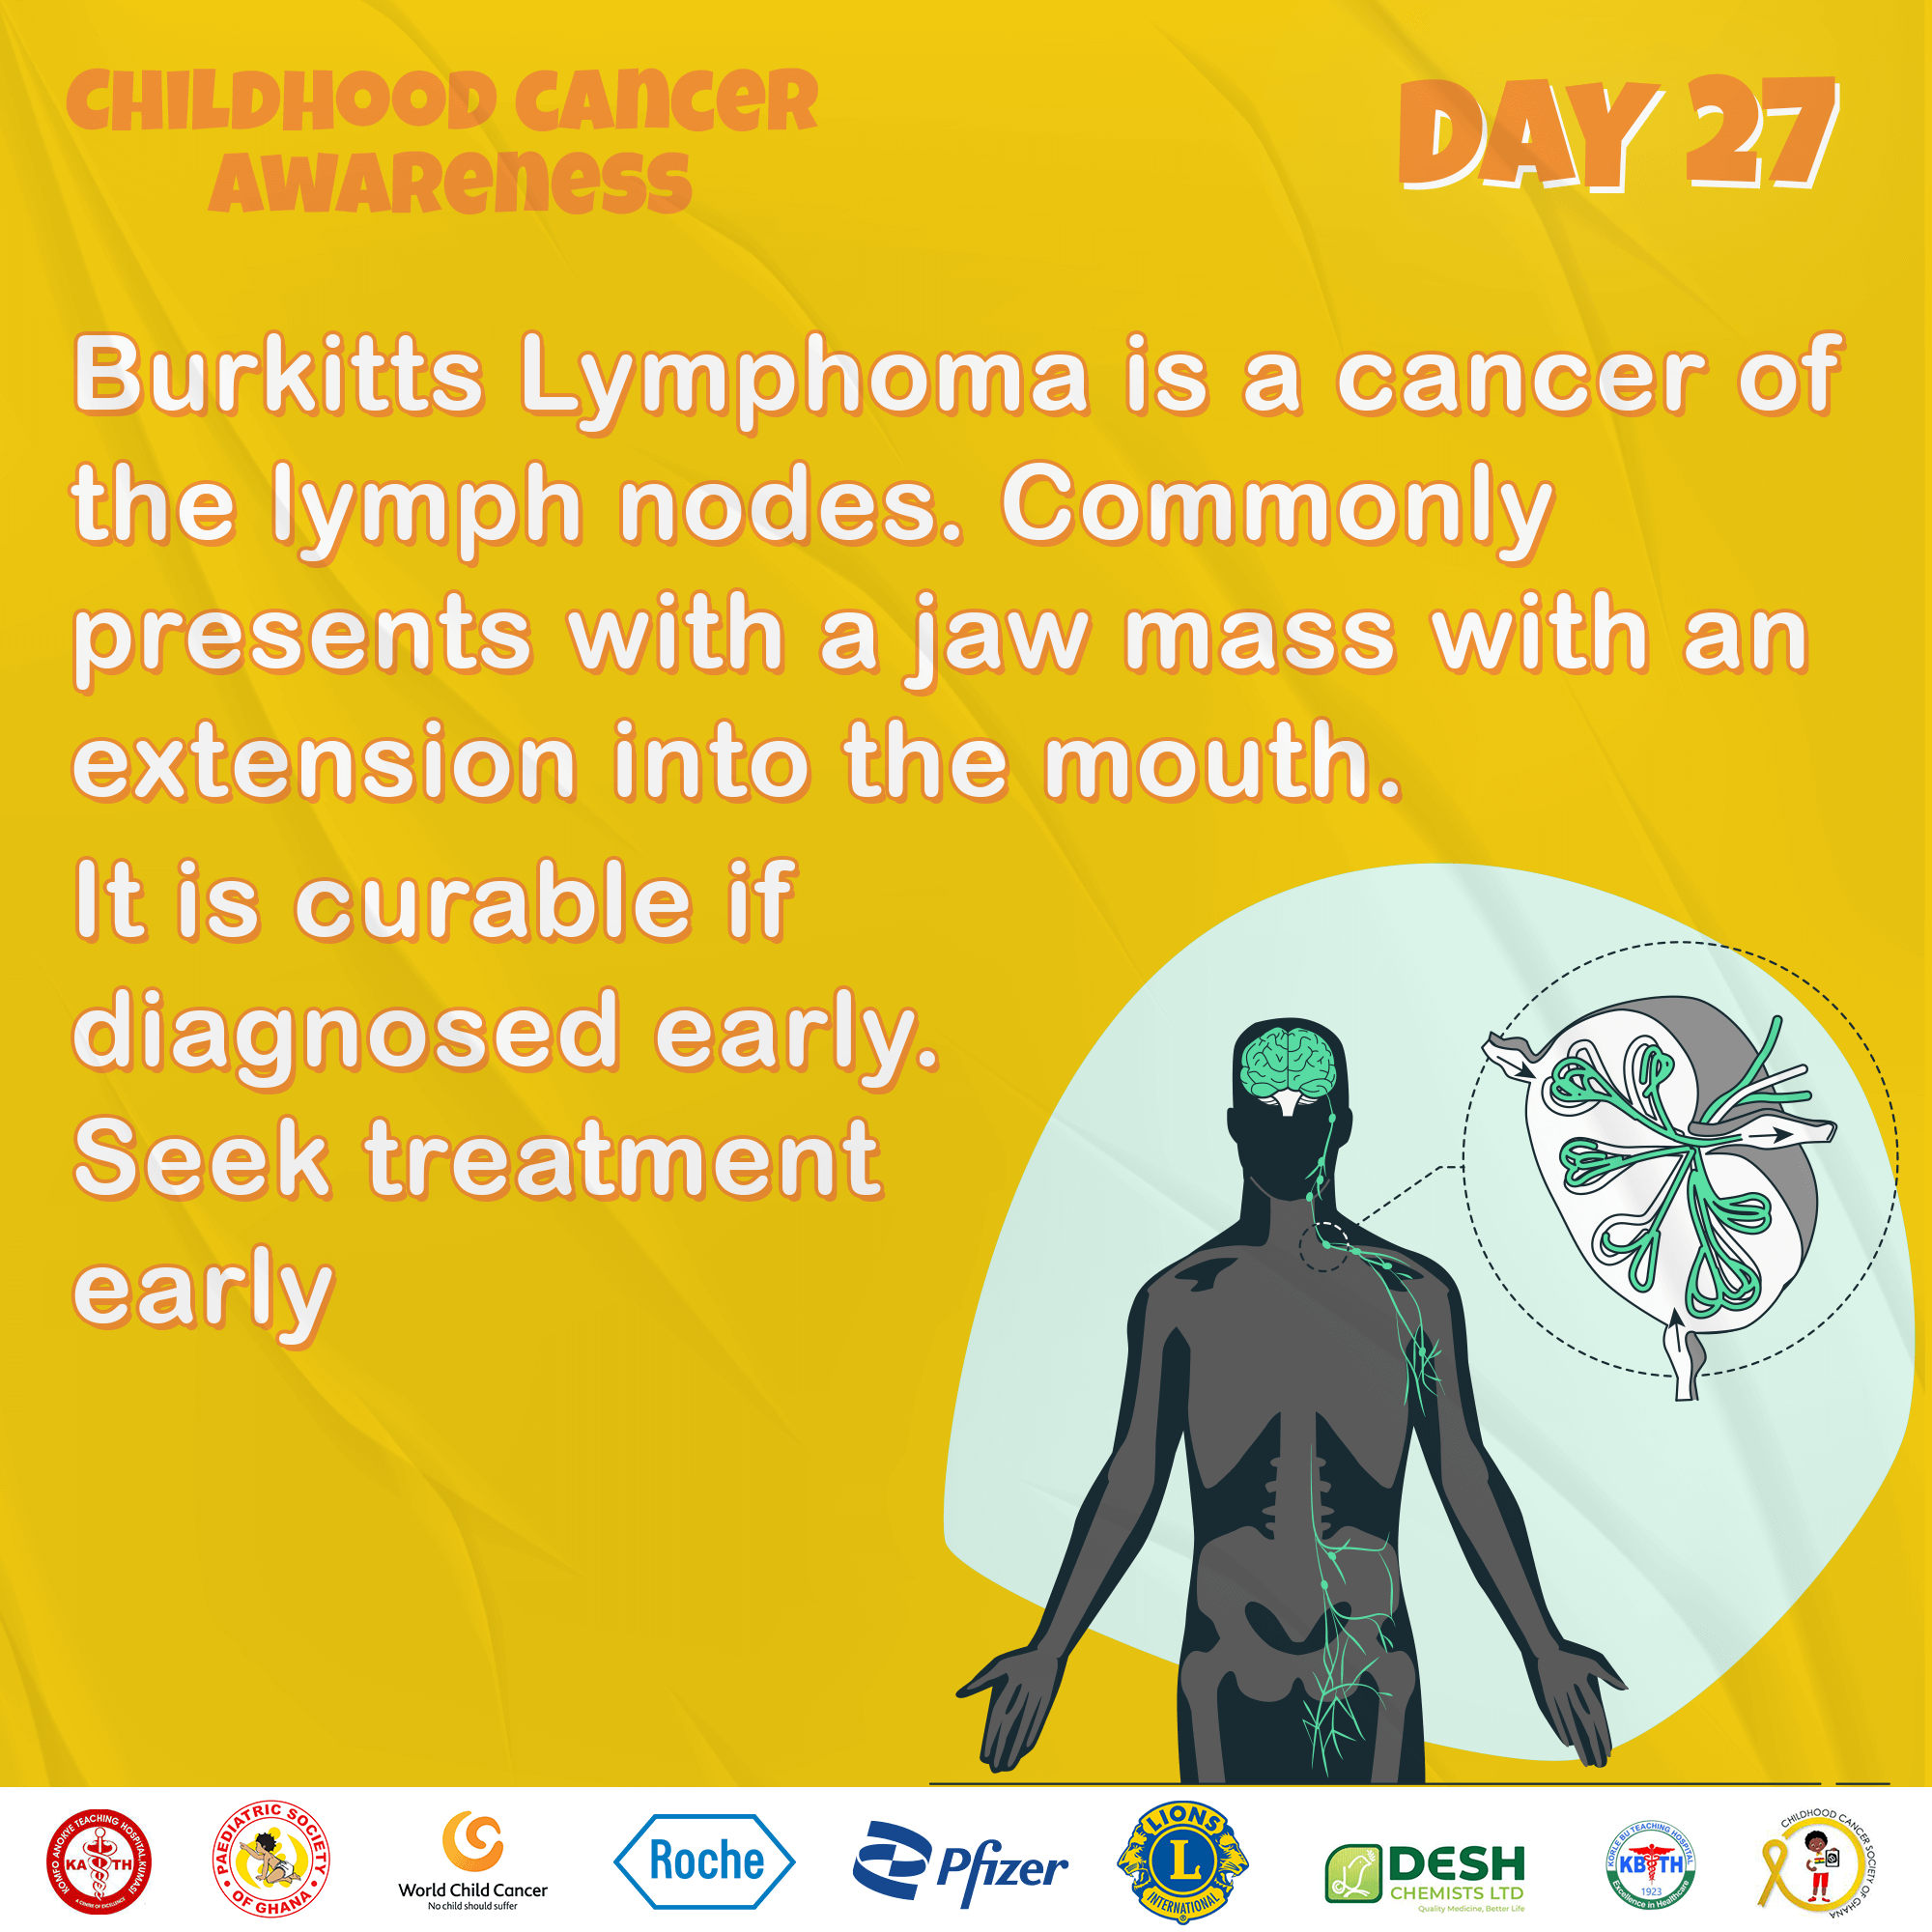 CHILDHOOD CANCER
AWARENESS
DAY 27
Burkitts Lymphoma is a cancer of
the lymph nodes. Commonly
presents with a jaw mass with an
extension into the mouth.
It is curable if
diagnosed early.
Seek treatment
early
KOMFO ANOKYE TEACHING HOSPITAL, KUMASI
KATH
A CENTRE OF EXCELLENCE
PAEDIATRIC SOCIETY
OF GHANA
World Child Cancer
No child should suffer
Roche
Pfizer
LIONS
L
INTERNATIONAL
DESH
CHEMISTS LTD
Quality Medicine, Better Life
KORLE BU TEACHING HOSPITAL
KBTH
1923
Excellence in Healthcare
CHILDHOOD CANCER SOCIETY OF GHANA